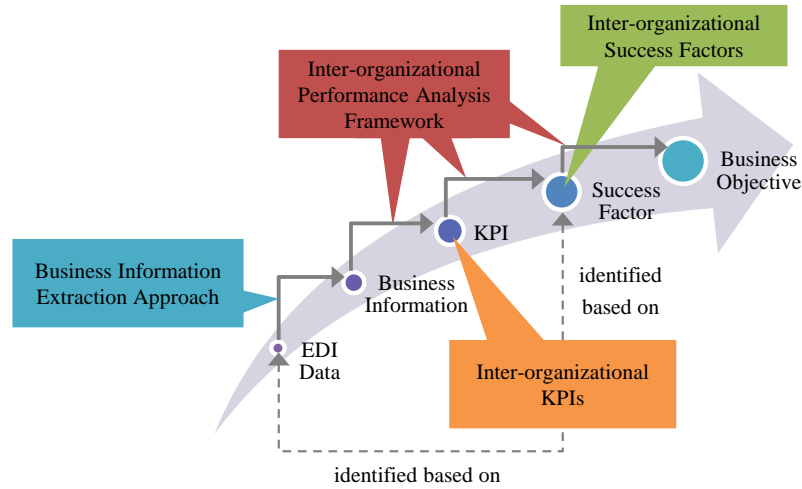 Inter-organizational
Success Factors
Inter-organizational
Performance Analysis
Framework
Business
Objective
Success
Factor
KPI
Business Information
Extraction Approach
Business
Information
identified
based on
EDI
Data
Inter-organizational
KPIs
identified based on